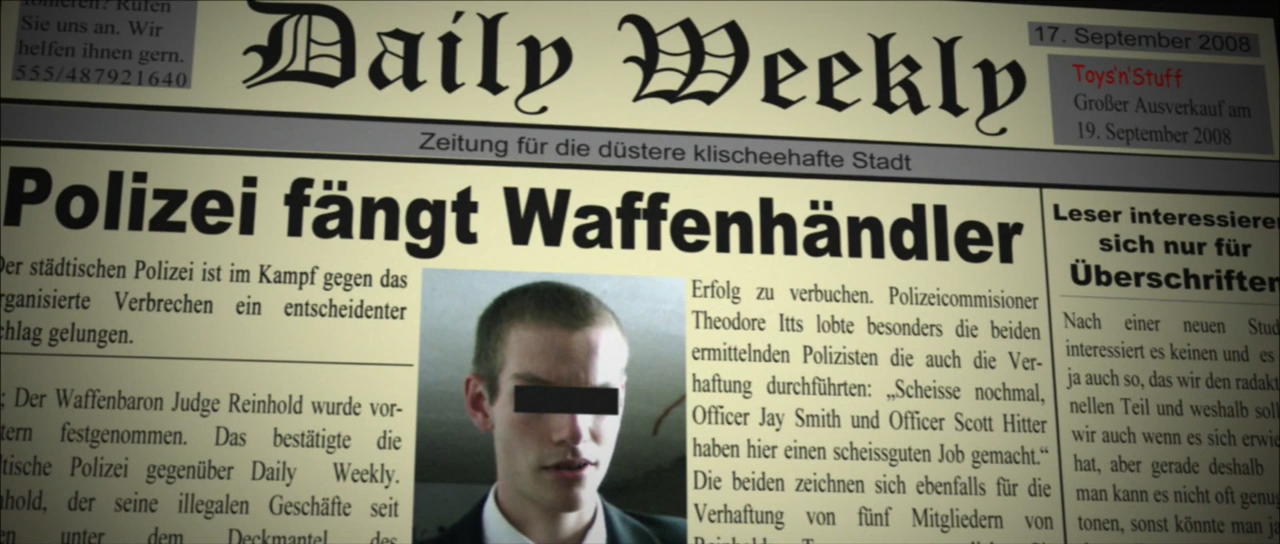 Rufen
Sie uns an. Wir
helfen ihnen gern.
555/487921640
Daily Weekly
17. September 2008
Toys'n'Stuff
Großer Ausverkauf am
19. September 2008
Zeitung für die düstere klischeehafte Stadt
Polizei fängt Waffenhändler
Der städtischen Polizei ist im Kampf gegen das
organisierte Verbrechen ein entscheidenter
Schlag gelungen.
; Der Waffenbaron Judge Reinhold wurde vor-
festgenommen. Das bestätigte die
Polizei gegenüber Daily Weekly.
der seine illegalen Geschäfte seit
unter dem Deckmantel des
Erfolg zu verbuchen. Polizeicommisioner
Theodore Itts lobte besonders die beiden
ermittelnden Polizisten die auch die Ver-
haftung durchführten: „Scheisse nochmal,
Officer Jay Smith und Officer Scott Hitter
haben hier einen scheissguten Job gemacht.“
Die beiden zeichnen sich ebenfalls für die
Verhaftung von fünf Mitgliedern von
Leser interessieren
sich nur für
Überschriften
Nach einer neuen
interessiert es keinen und es
ja auch so, das wir den
nellen Teil und weshalb
wir auch wenn es sich
hat, aber gerade deshalb
man kann es nicht oft
tonen, sonst könnte man